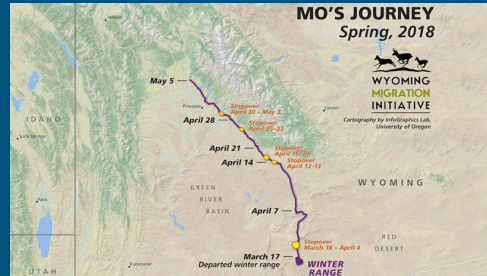 MO'S JOURNEY
Spring, 2018
WYOMING
MIGRATION
INITIATIVE
Cartography by InfoGraphics Lab,
University of Oregon
May 5
Pinedale
Stopover
April 30 – May 3
April 28
Stopover
April 25–27
Lander
IDAHO
Soda Springs
April 21
Stopover
April 14
Stopover
April 12–13
GREEN
RIVER
BASIN
WYOMING
April 7
RED
DESERT
Stopover
March 18 – April 4
March 17
Departed winter range
WINTER
RANGE
Kemmerer
UTAH